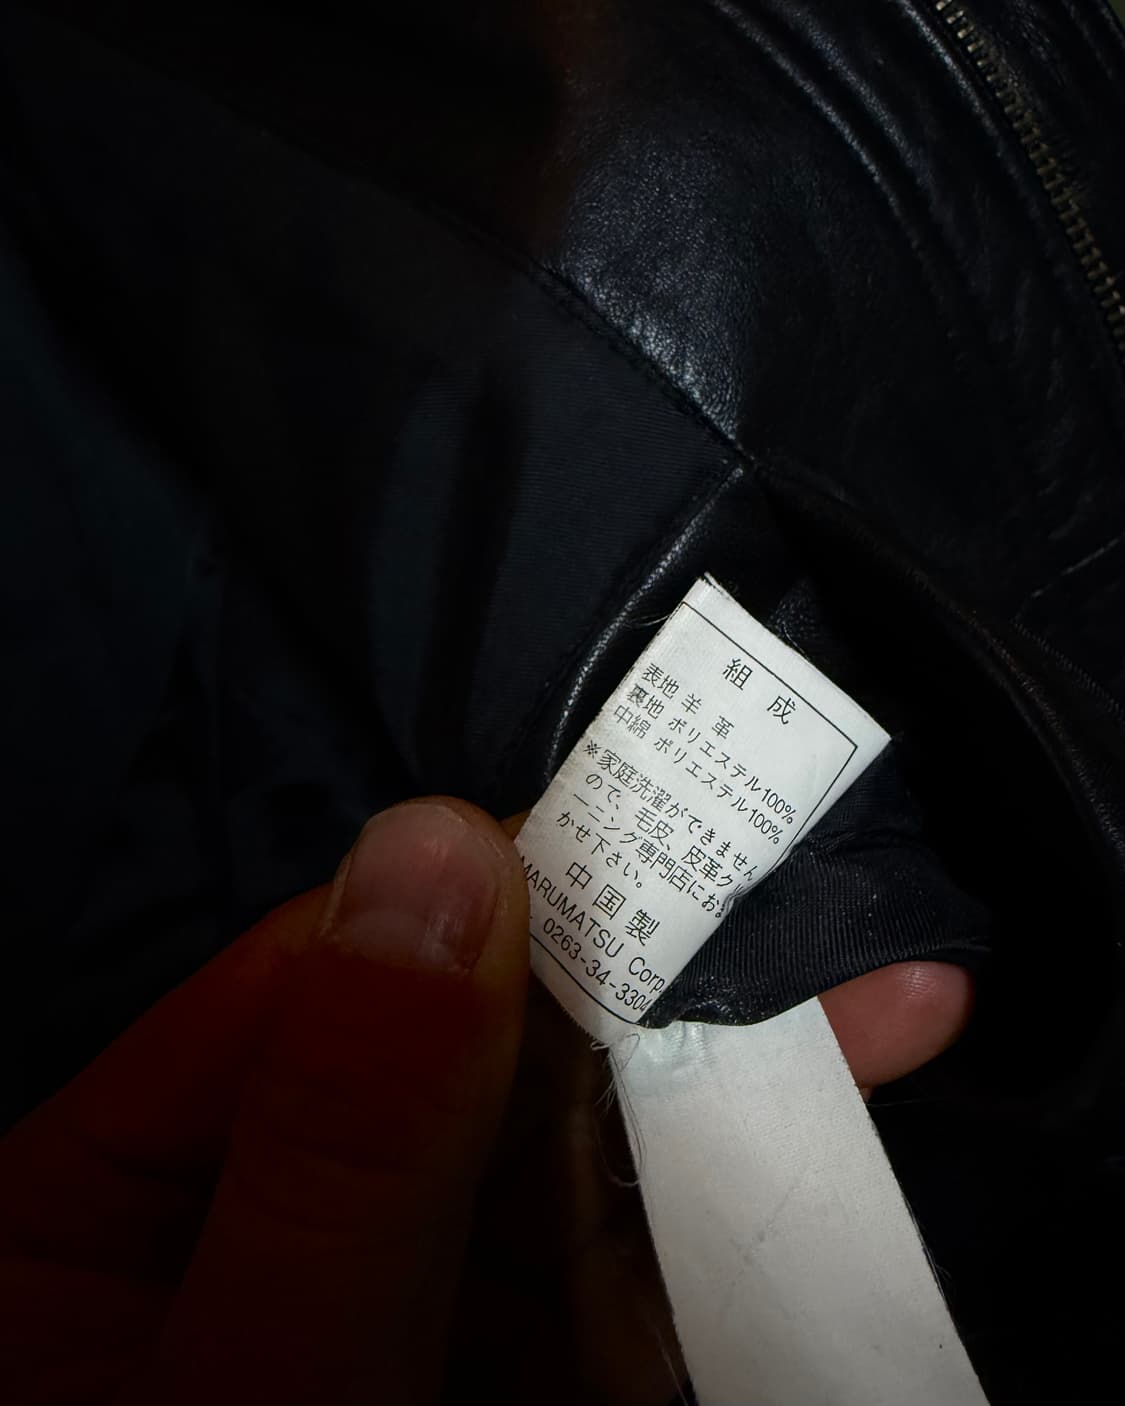 組成
表地 羊革
裏地 ポリエステル100%
中綿 ポリエステル100%
※家庭洗濯ができません
ので、毛皮、皮革ク
ーニング専門店にお
かせ下さい。
中国製
MARUMATSU Corp.
0263-34-3304